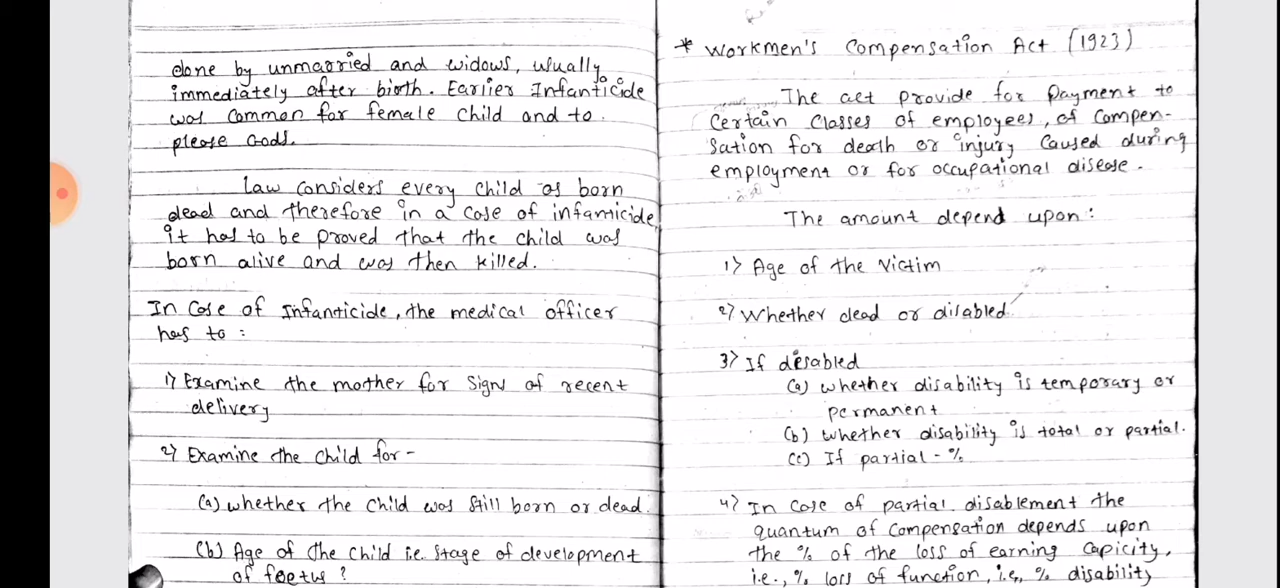 done by unmarried and widows, usually
immediately after birth. Earlier Infanticide
was common for female child and to
please Gods.
Law considers every child as born
dead and therefore in a case of infanticide
it has to be proved that the child was
born alive and was then killed.
In case of Infanticide, the medical officer
has to :
1) Examine the mother for signs of recent
delivery
2) Examine the child for -
(a) whether the child was still born or dead.
(b) Age of the child i.e. stage of development
of foetus ?
* Workmen's Compensation Act (1923)
The act provide for payment to
certain classes of employees, of compen-
sation for death or injury caused during
employment or for occupational disease.
The amount depend upon :
1) Age of the victim
2) Whether dead or disabled
3) If disabled
(a) whether disability is temporary or
permanent
(b) whether disability is total or partial.
(c) If partial - %
4) In case of partial disablement the
quantum of compensation depends upon
the % of the loss of earning capicity,
i.e., % loss of function, i.e., % disability